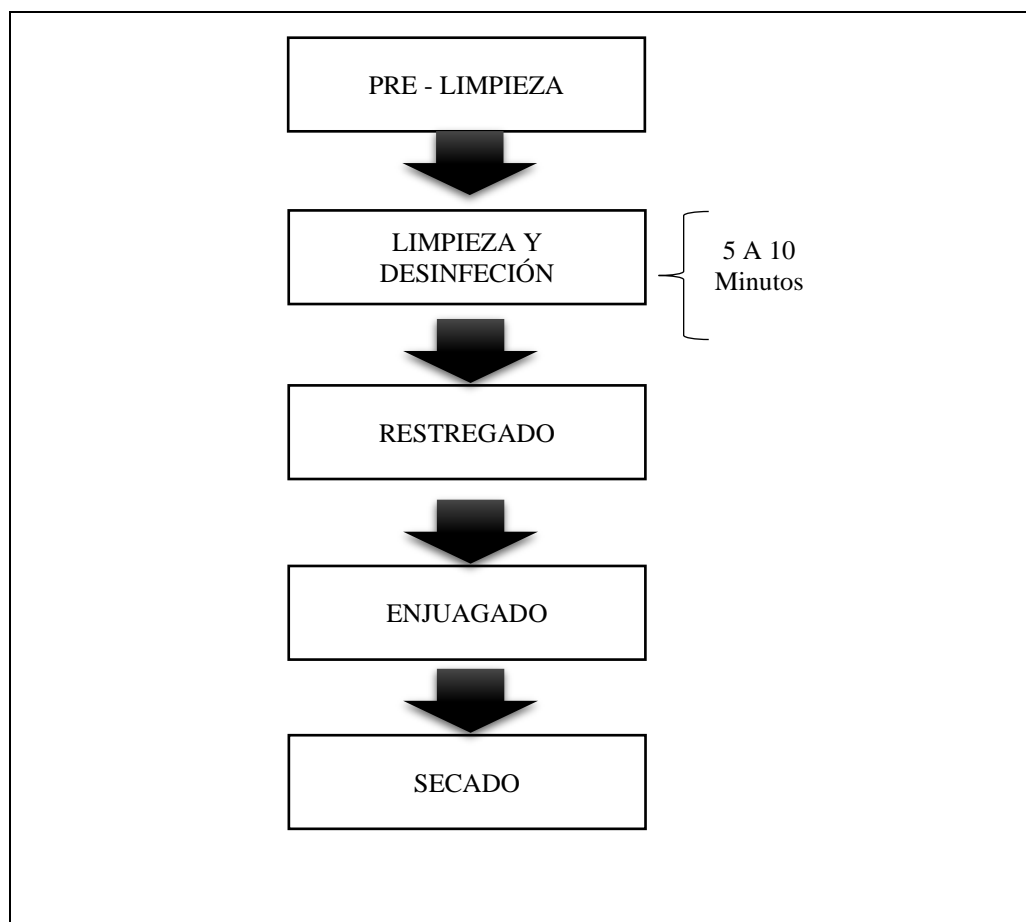 PRE - LIMPIEZA
LIMPIEZA Y
DESINFECIÓN
5 A 10
Minutos
RESTREGADO
ENJUAGADO
SECADO